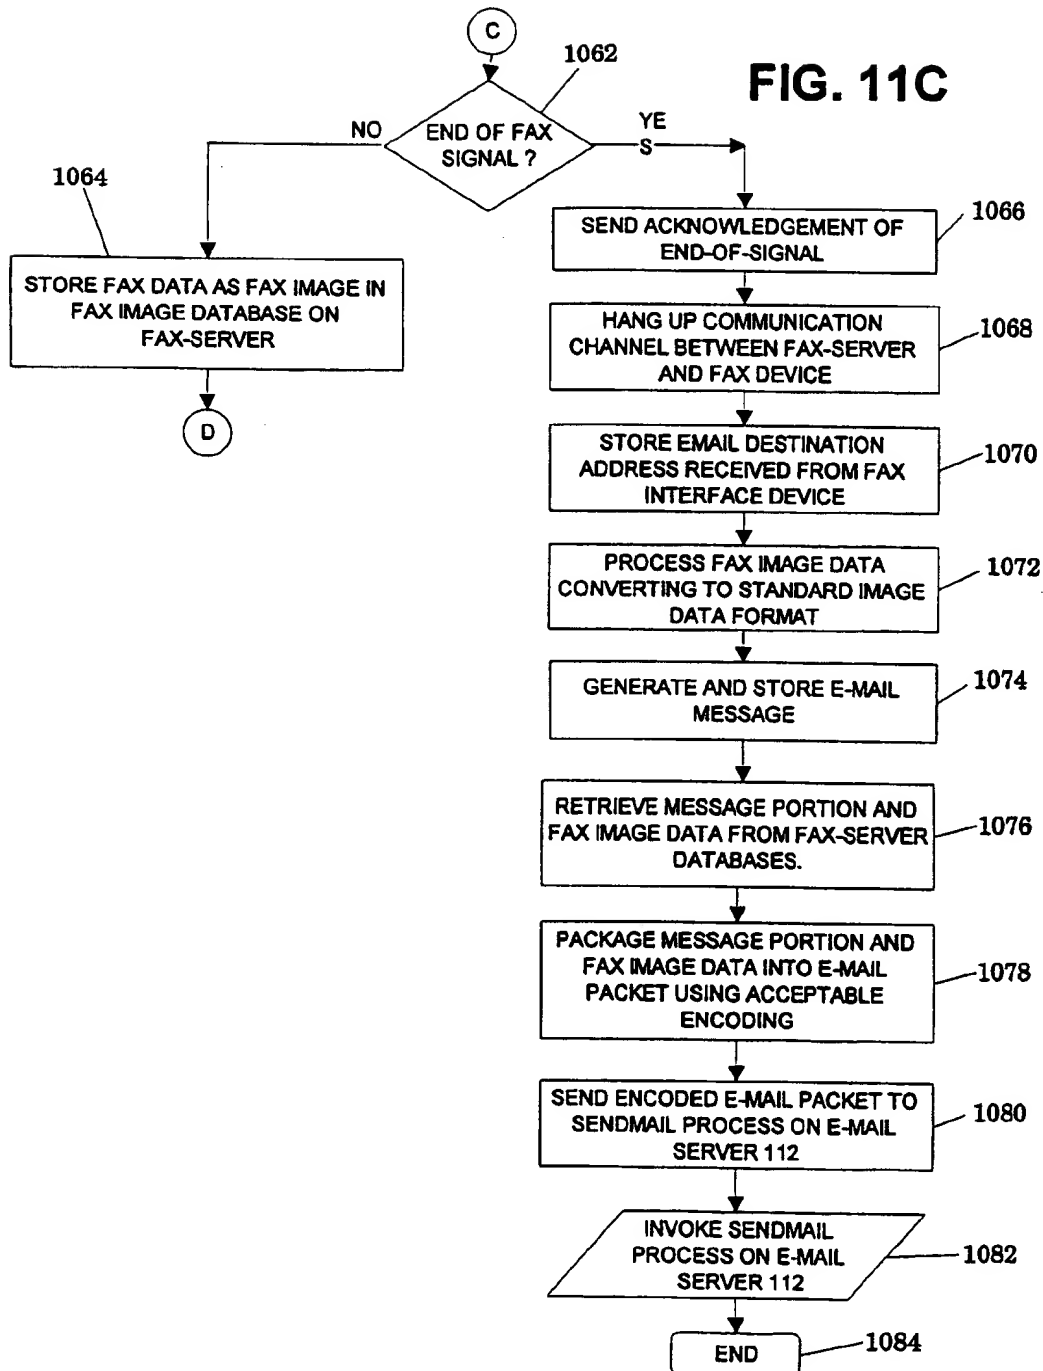 C
1062
FIG. 11C
NO
END OF FAX
SIGNAL ?
YE
S
1064
STORE FAX DATA AS FAX IMAGE IN
FAX IMAGE DATABASE ON
FAX-SERVER
D
SEND ACKNOWLEDGEMENT OF
END-OF-SIGNAL
1066
HANG UP COMMUNICATION
CHANNEL BETWEEN FAX-SERVER
AND FAX DEVICE
1068
STORE EMAIL DESTINATION
ADDRESS RECEIVED FROM FAX
INTERFACE DEVICE
1070
PROCESS FAX IMAGE DATA
CONVERTING TO STANDARD IMAGE
DATA FORMAT
1072
GENERATE AND STORE E-MAIL
MESSAGE
1074
RETRIEVE MESSAGE PORTION AND
FAX IMAGE DATA FROM FAX-SERVER
DATABASES.
1076
PACKAGE MESSAGE PORTION AND
FAX IMAGE DATA INTO E-MAIL
PACKET USING ACCEPTABLE
ENCODING
1078
SEND ENCODED E-MAIL PACKET TO
SENDMAIL PROCESS ON E-MAIL
SERVER 112
1080
INVOKE SENDMAIL
PROCESS ON E-MAIL
SERVER 112
1082
END
1084